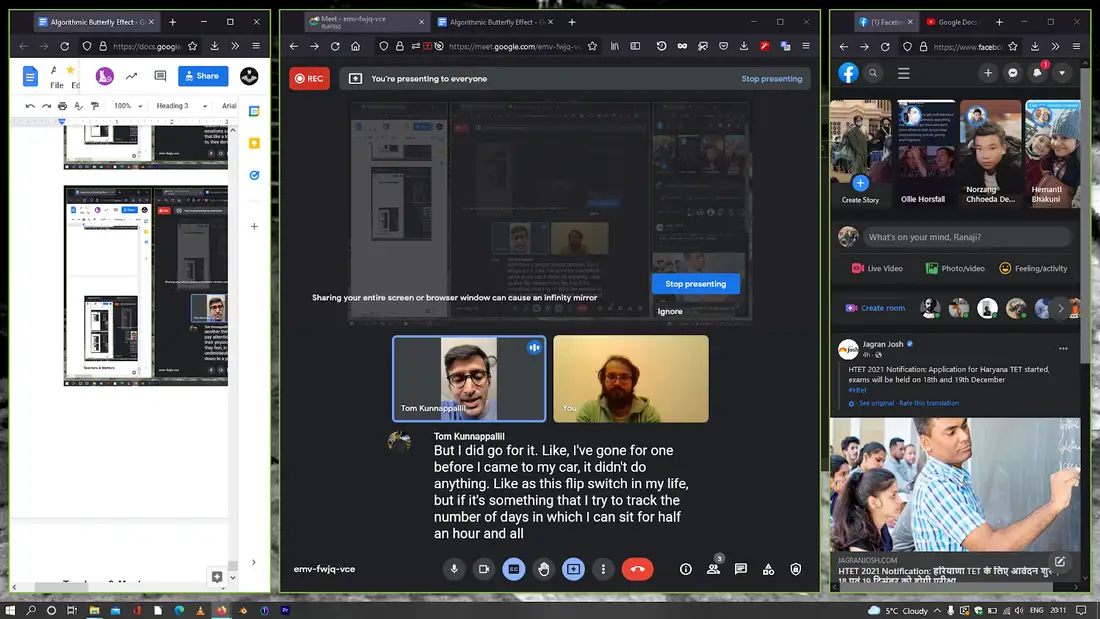 Algorithmic Butterfly Effect - G
https://docs.google.
File
Share
100%
Heading 3
Arial
1
2
3
Teachers & Mentors
Meet - emv-fwjq-vce
PLAYING
Algorithmic Butterfly Effect - G
https://meet.google.com/emv-fwjq-v
REC
You're presenting to everyone
Stop presenting
Sharing your entire screen or browser window can cause an infinity mirror
Stop presenting
Ignore
Tom Kunnappallil
You
Tom Kunnappallil
But I did go for it. Like, I've gone for one
before I came to my car, it didn't do
anything. Like as this flip switch in my life,
but if it's something that I try to track the
number of days in which I can sit for half
an hour and all
emv-fwjq-vce
3
(1) Facebook
Google Docs
https://www.facebo
1
Create Story
Ollie Horsfall
Norzang
Chhoeda De...
Hemanti
Bhakuni
What's on your mind, Ranaji?
Live Video
Photo/video
Feeling/activity
Create room
Jagran Josh
4h ·
HTET 2021 Notification: Application for Haryana TET started,
exams will be held on 18th and 19th December
#Htet
· See original · Rate this translation
JAGRANJOSH.COM
HTET 2021 Notification: हरियाणा TET के लिए आवेदन शुरू,
18 एवं 19 दिसंबर को होगी परीक्षा
5°C Cloudy
ENG
20:11